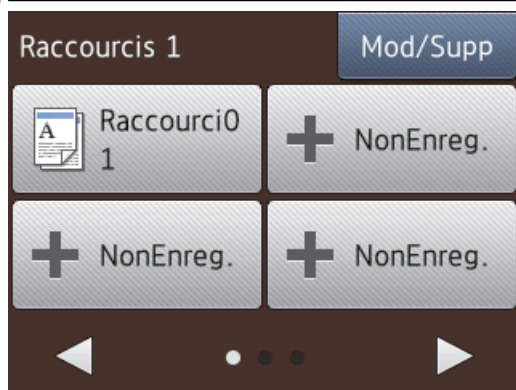 Raccourcis 1
Mod/Supp
A
Raccourci0
1
NonEnreg.
NonEnreg.
NonEnreg.